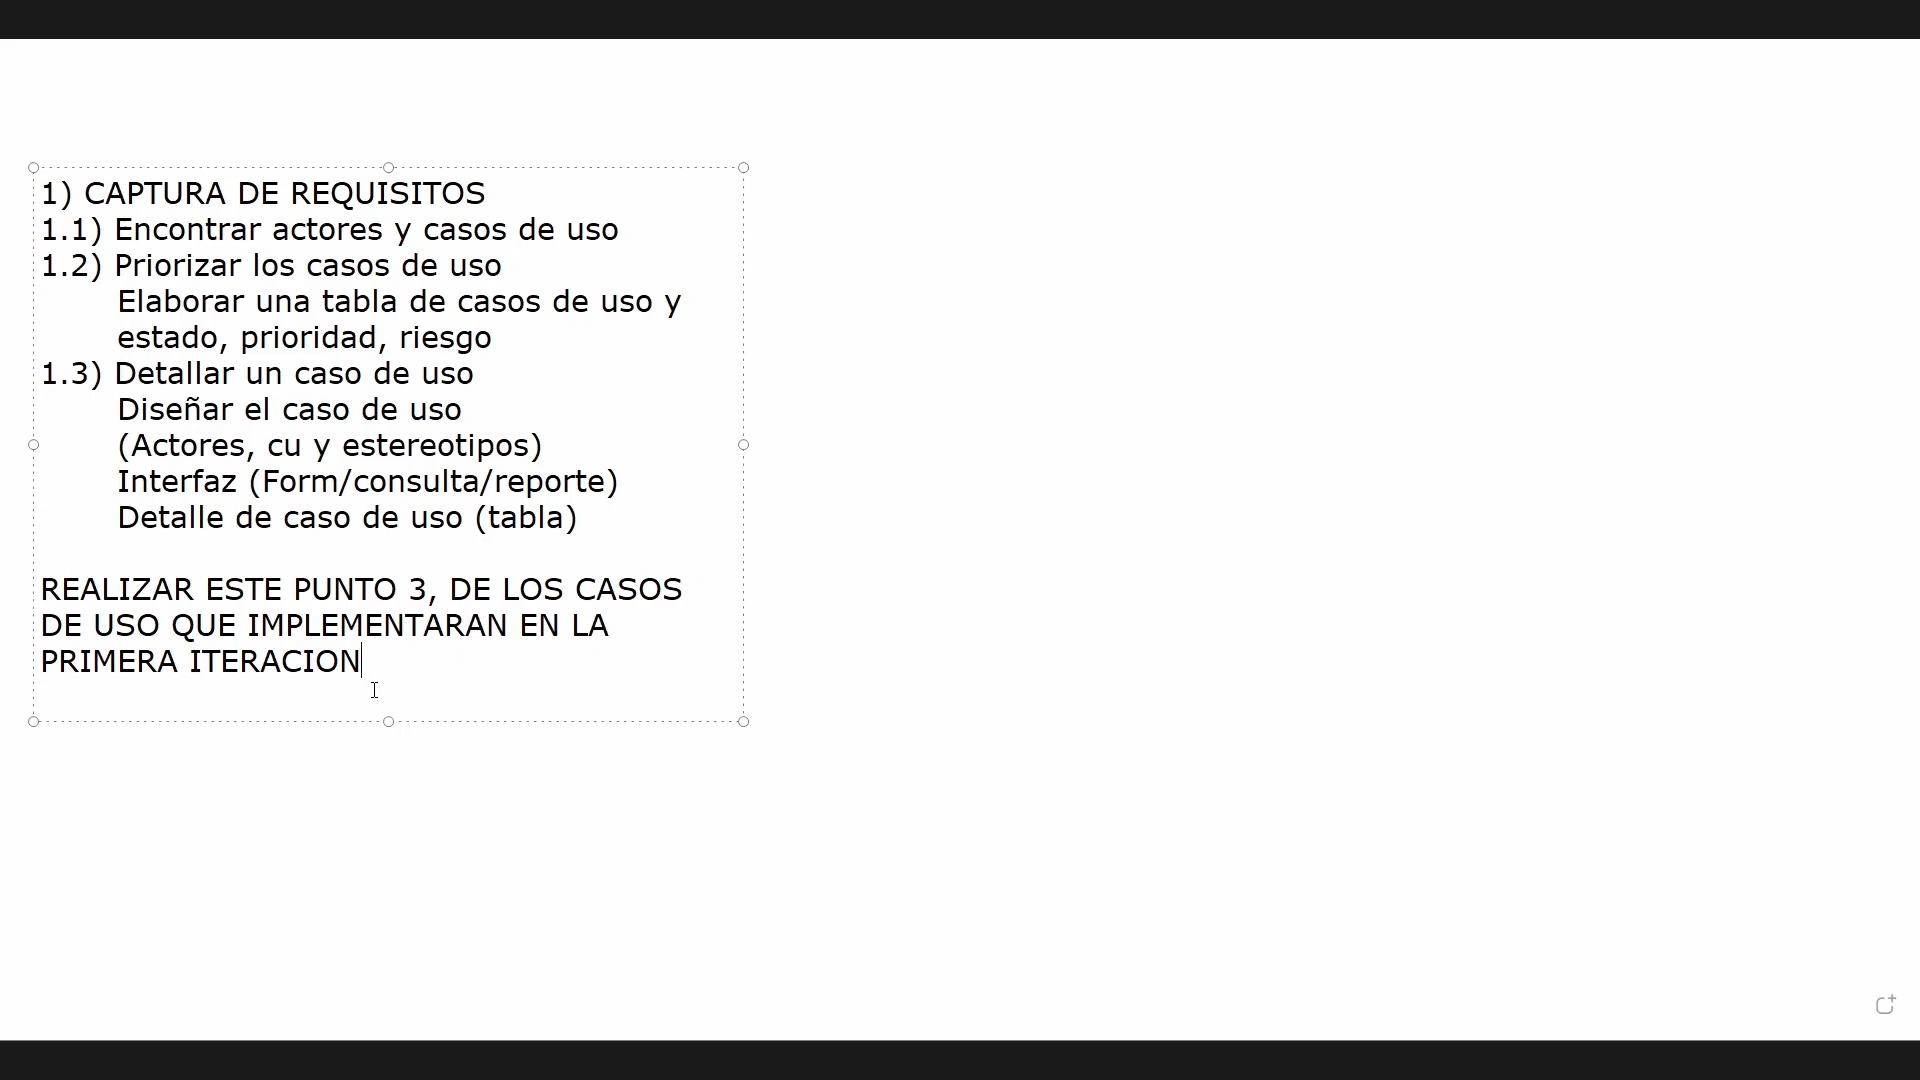 1) CAPTURA DE REQUISITOS
1.1) Encontrar actores y casos de uso
1.2) Priorizar los casos de uso
Elaborar una tabla de casos de uso y
estado, prioridad, riesgo
1.3) Detallar un caso de uso
Diseñar el caso de uso
(Actores, cu y estereotipos)
Interfaz (Form/consulta/reporte)
Detalle de caso de uso (tabla)
REALIZAR ESTE PUNTO 3, DE LOS CASOS
DE USO QUE IMPLEMENTARAN EN LA
PRIMERA ITERACION